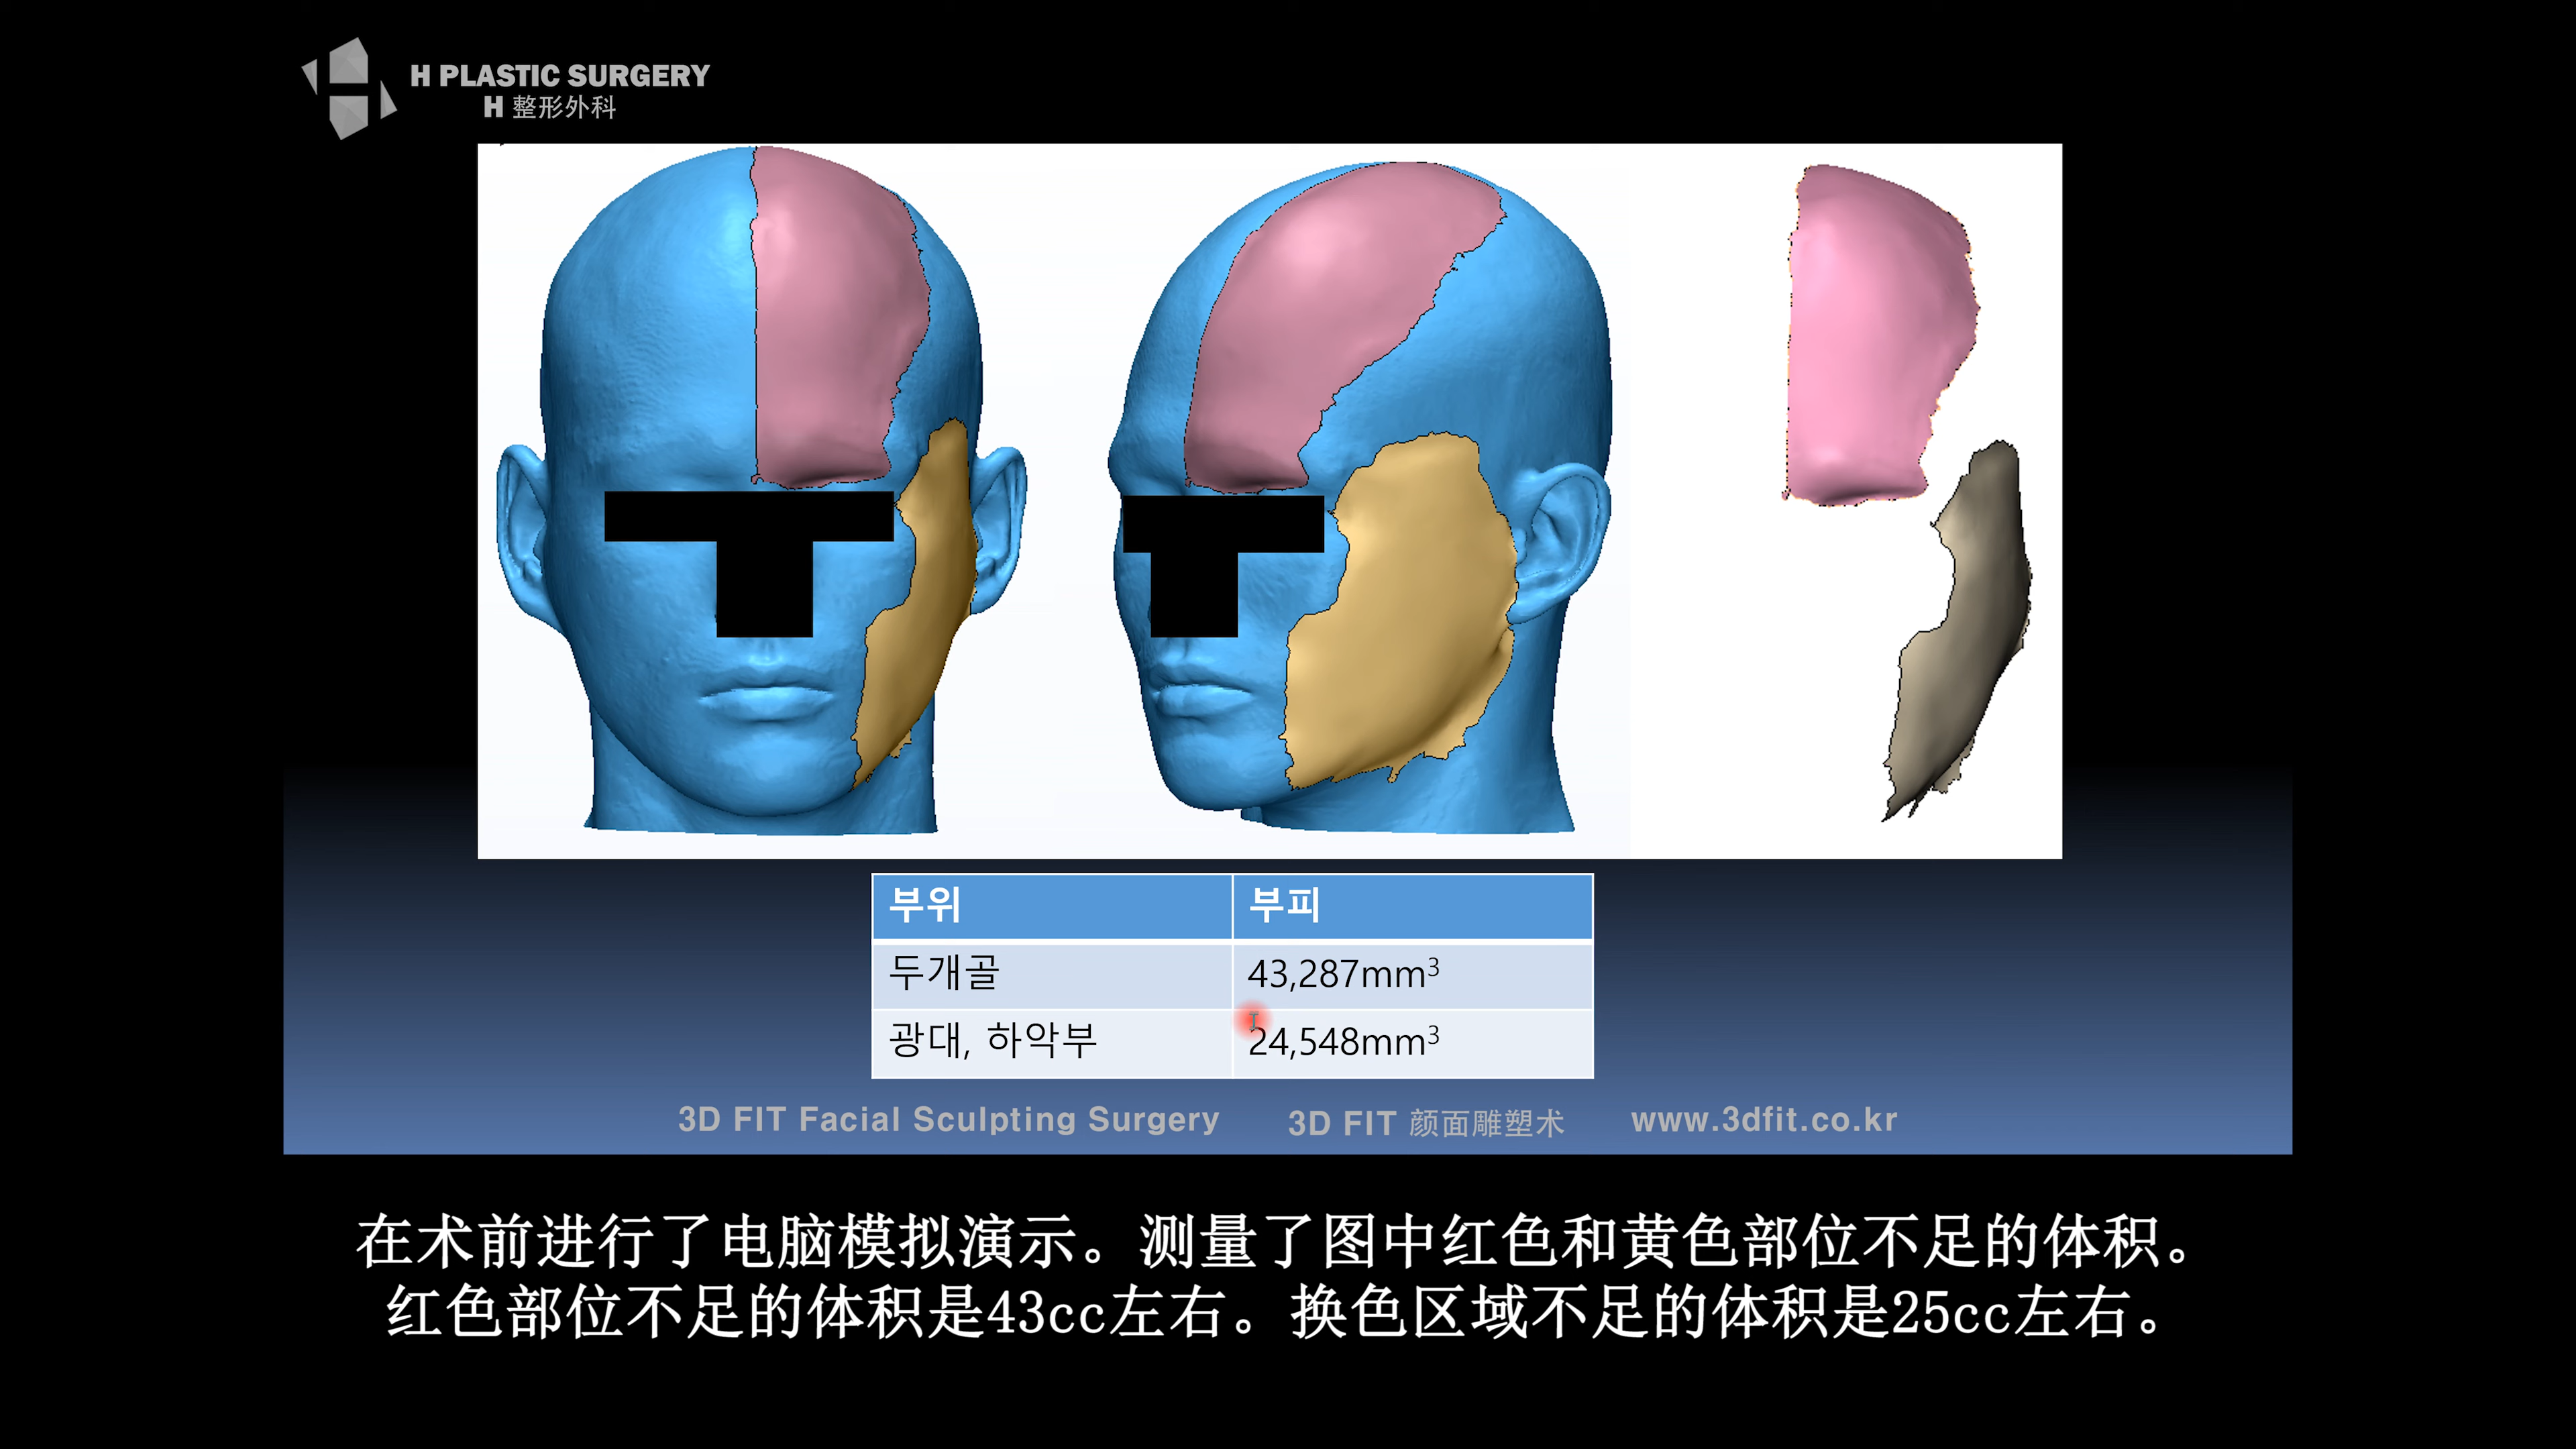 H PLASTIC SURGERY
H 整形外科
부위 부피
두개골 43,287mm³
광대, 하악부 24,548mm³
3D FIT Facial Sculpting Surgery 3D FIT 颜面雕塑术 www.3dfit.co.kr
在术前进行了电脑模拟演示。测量了图中红色和黄色部位不足的体积。
红色部位不足的体积是43cc左右。换色区域不足的体积是25cc左右。